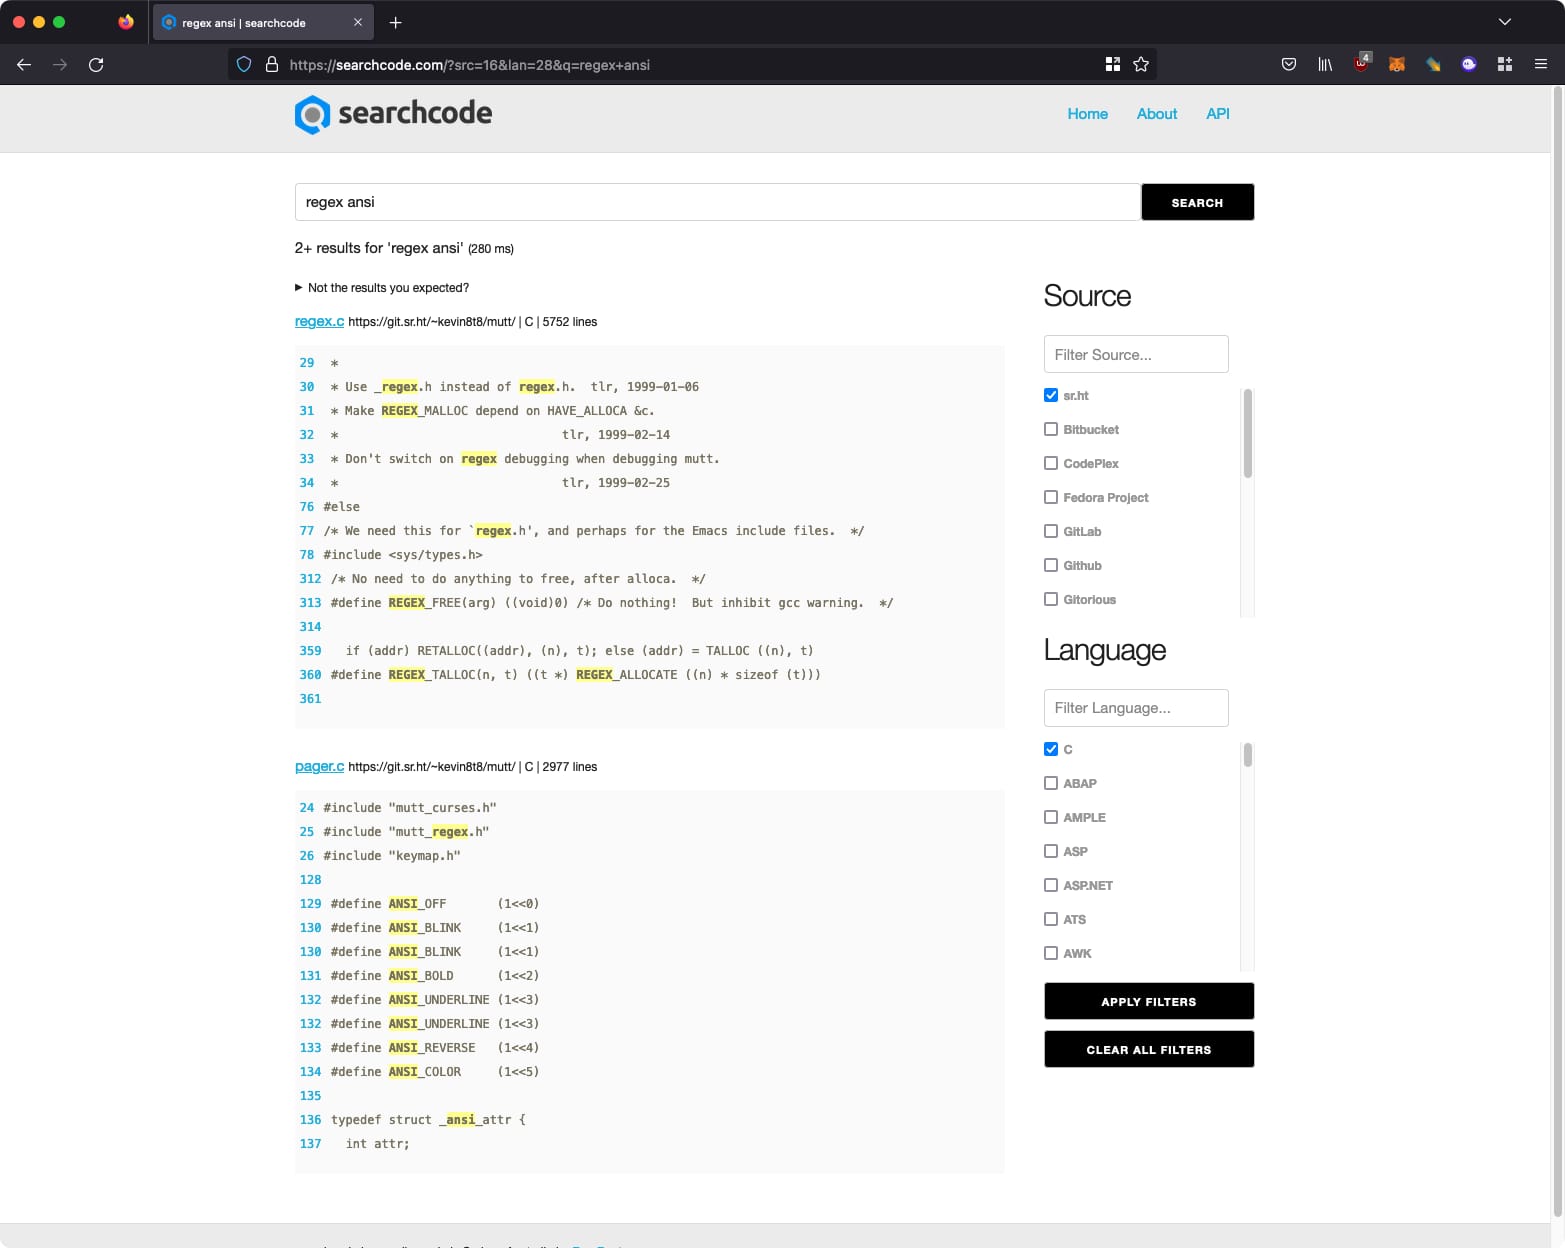 regex ansi | searchcode
https://searchcode.com/?src=16&lan=28&q=regex+ansi
4
searchcode
Home About API
regex ansi
SEARCH
2+ results for 'regex ansi' (280 ms)
Not the results you expected?
regex.c https://git.sr.ht/~kevin8t8/mutt/ | C | 5752 lines
29 *
30 * Use _regex.h instead of regex.h.  tlr, 1999-01-06
31 * Make REGEX_MALLOC depend on HAVE_ALLOCA &c.
32 * tlr, 1999-02-14
33 * Don't switch on regex debugging when debugging mutt.
34 * tlr, 1999-02-25
76 #else
77 /* We need this for `regex.h', and perhaps for the Emacs include files.  */
78 #include <sys/types.h>
312 /* No need to do anything to free, after alloca.  */
313 #define REGEX_FREE(arg) ((void)0) /* Do nothing!  But inhibit gcc warning.  */
314
359 if (addr) RETALLOC((addr), (n), t); else (addr) = TALLOC ((n), t)
360 #define REGEX_TALLOC(n, t) ((t *) REGEX_ALLOCATE ((n) * sizeof (t)))
361
pager.c https://git.sr.ht/~kevin8t8/mutt/ | C | 2977 lines
24 #include "mutt_curses.h"
25 #include "mutt_regex.h"
26 #include "keymap.h"
128
129 #define ANSI_OFF (1<<0)
130 #define ANSI_BLINK (1<<1)
130 #define ANSI_BLINK (1<<1)
131 #define ANSI_BOLD (1<<2)
132 #define ANSI_UNDERLINE (1<<3)
132 #define ANSI_UNDERLINE (1<<3)
133 #define ANSI_REVERSE (1<<4)
134 #define ANSI_COLOR (1<<5)
135
136 typedef struct _ansi_attr {
137 int attr;
Source
Filter Source...
sr.ht
Bitbucket
CodePlex
Fedora Project
GitLab
Github
Gitorious
Language
Filter Language...
C
ABAP
AMPLE
ASP
ASP.NET
ATS
AWK
APPLY FILTERS
CLEAR ALL FILTERS